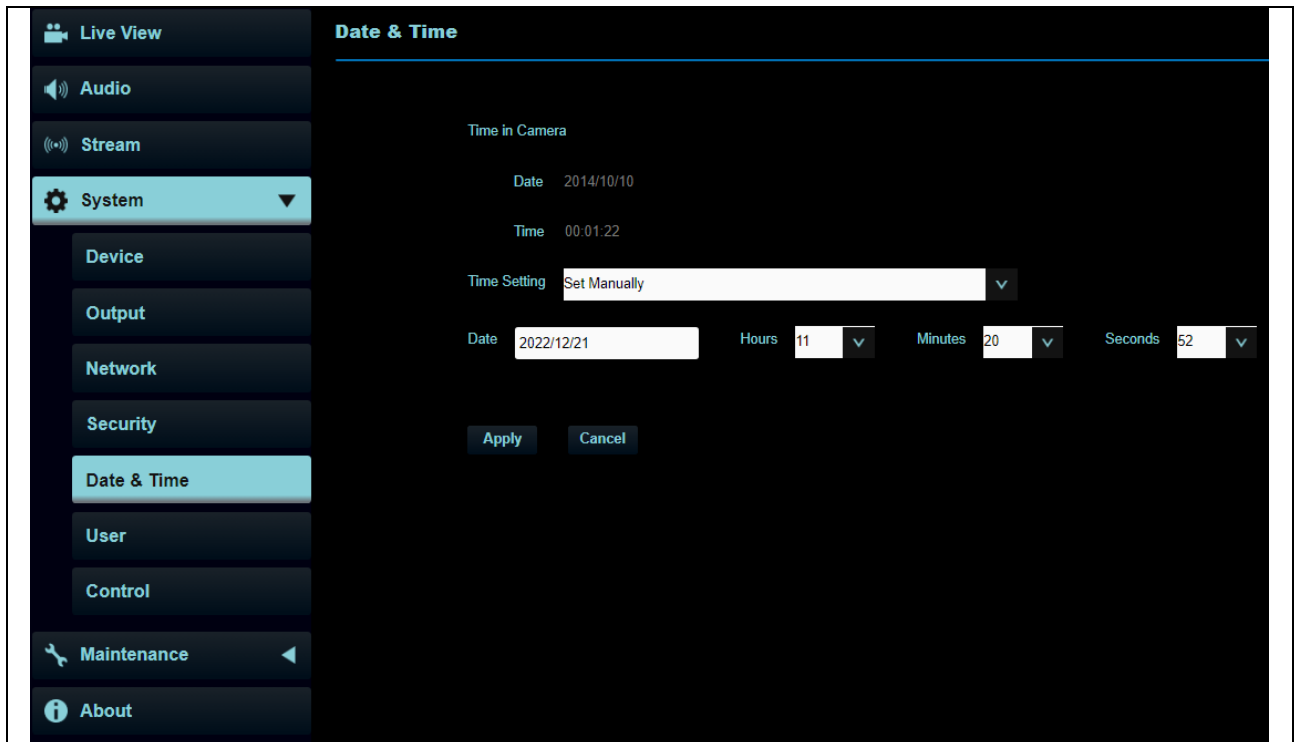 Live View
Audio
Stream
System
Device
Output
Network
Security
Date & Time
User
Control
Maintenance
About
Date & Time
Time in Camera
Date 2014/10/10
Time 00:01:22
Time Setting Set Manually
Date 2022/12/21 Hours 11 Minutes 20 Seconds 52
Apply Cancel